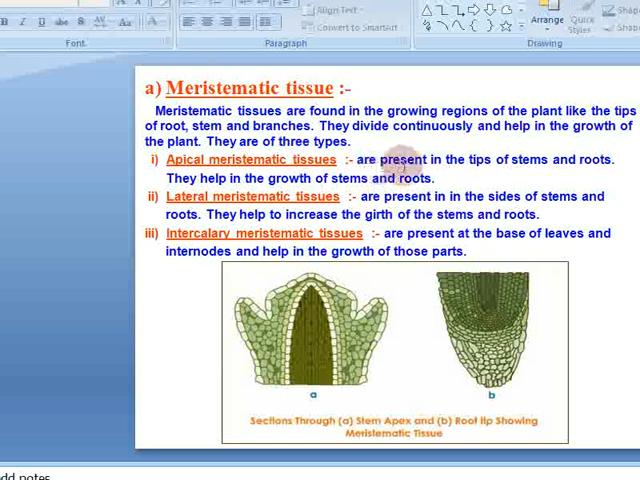 Align Text
Convert to SmartArt
B I U abe S AV Aa
Arrange
Quick
Styles
Shape
Shape
Font
Paragraph
Drawing
a) Meristematic tissue :-
Meristematic tissues are found in the growing regions of the plant like the tips
of root, stem and branches. They divide continuously and help in the growth of
the plant. They are of three types.
i) Apical meristematic tissues :- are present in the tips of stems and roots.
They help in the growth of stems and roots.
ii) Lateral meristematic tissues :- are present in in the sides of stems and
roots. They help to increase the girth of the stems and roots.
iii) Intercalary meristematic tissues :- are present at the base of leaves and
internodes and help in the growth of those parts.
a
b
Sections Through (a) Stem Apex and (b) Root tip Showing
Meristematic Tissue
add notes